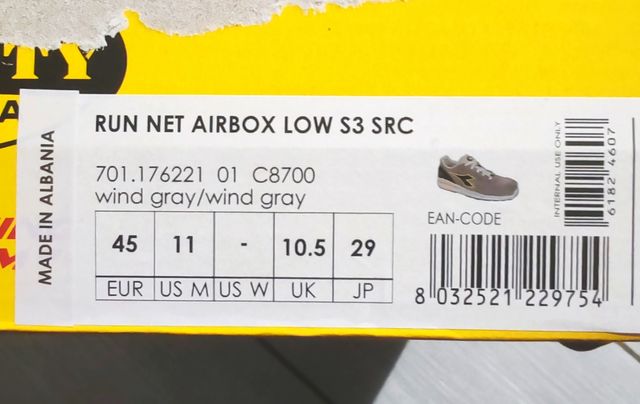 TY
A
MADE IN ALBANIA
RUN NET AIRBOX LOW S3 SRC
701.176221 01 C8700
wind gray/wind gray
45 11 - 10.5 29
EUR US M US W UK JP
EAN-CODE
8 032521 229754
INTERNAL USE ONLY
6182 4607